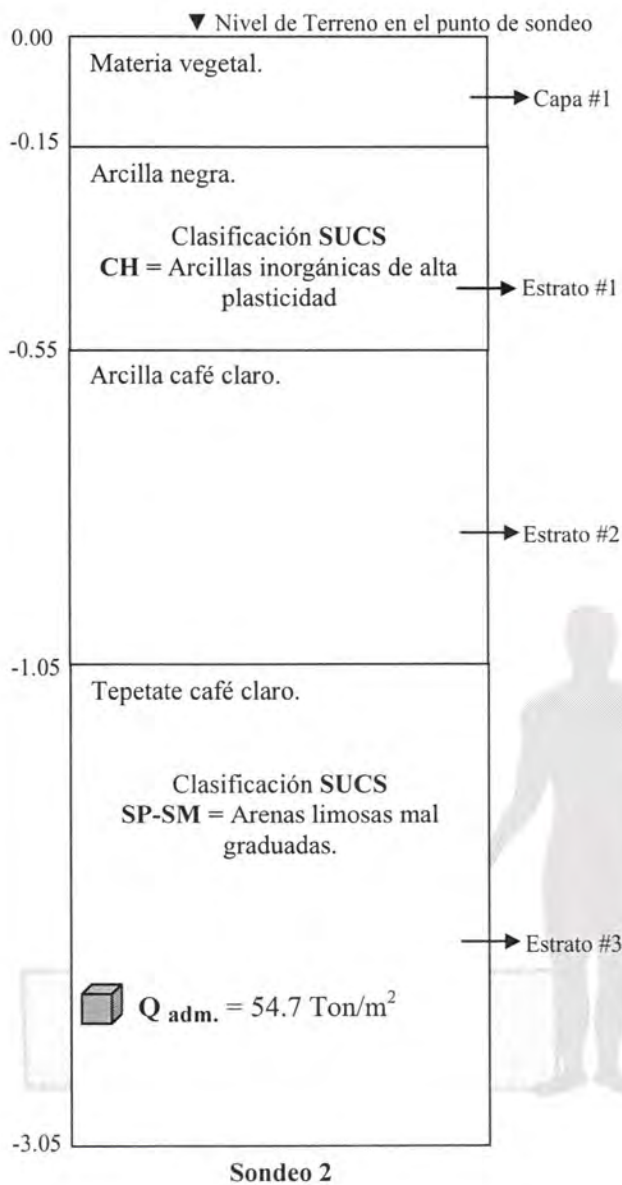 ▼ Nivel de Terreno en el punto de sondeo
0.00
Materia vegetal.
Capa #1
-0.15
Arcilla negra.
Clasificación SUCS
CH = Arcillas inorgánicas de alta
plasticidad
Estrato #1
-0.55
Arcilla café claro.
Estrato #2
-1.05
Tepetate café claro.
Clasificación SUCS
SP-SM = Arenas limosas mal
graduadas.
Estrato #3
Q adm. = 54.7 Ton/m²
-3.05
Sondeo 2